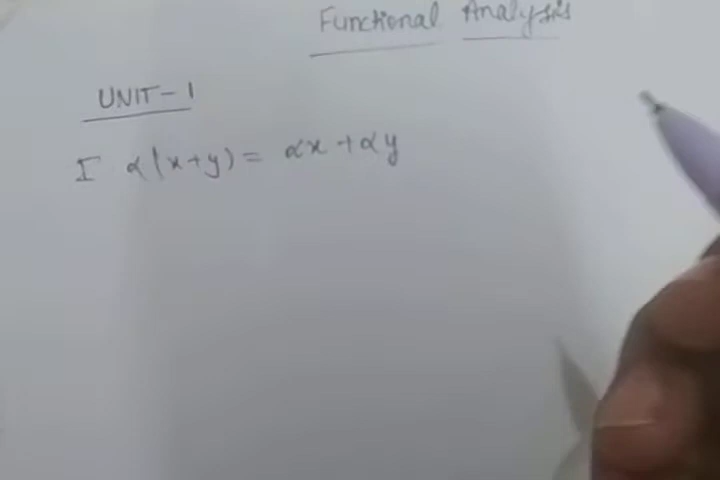 Functional Analysis
UNIT-1
I α(x+y) = αx + αy